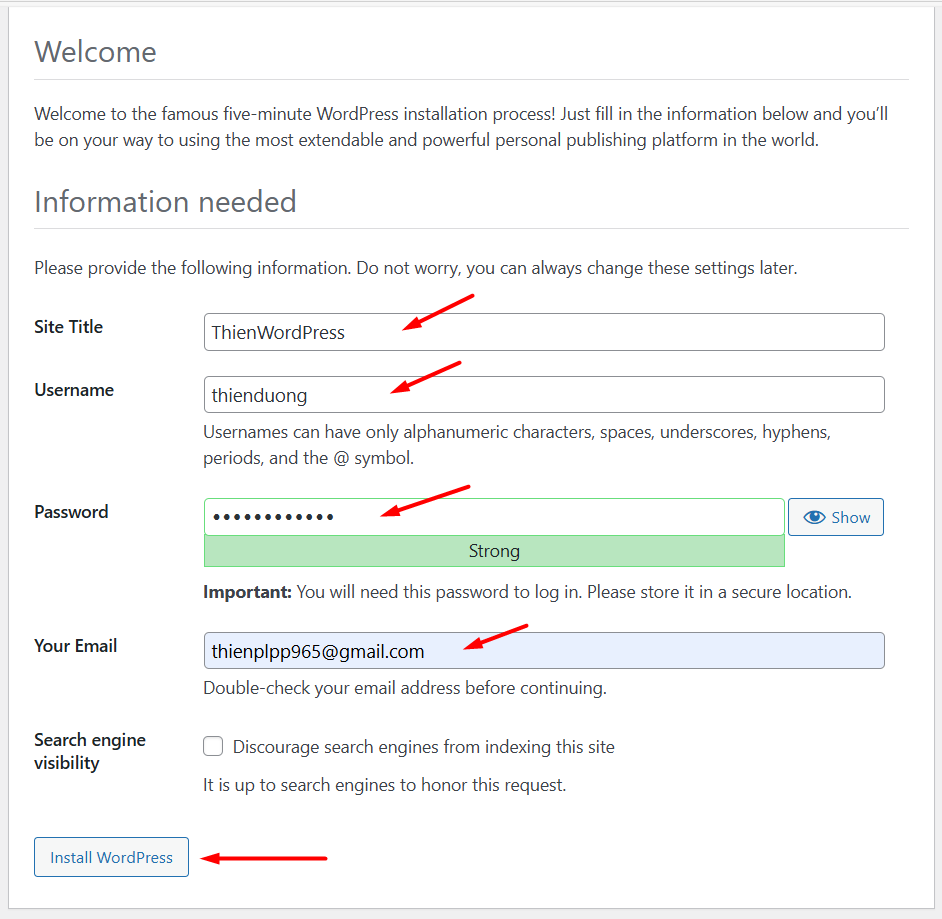 Welcome
Welcome to the famous five-minute WordPress installation process! Just fill in the information below and you’ll
be on your way to using the most extendable and powerful personal publishing platform in the world.
Information needed
Please provide the following information. Do not worry, you can always change these settings later.
Site Title
ThienWordPress
Username
thienduong
Usernames can have only alphanumeric characters, spaces, underscores, hyphens,
periods, and the @ symbol.
Password
••••••••••••
Show
Strong
Important: You will need this password to log in. Please store it in a secure location.
Your Email
thienplpp965@gmail.com
Double-check your email address before continuing.
Search engine
visibility
Discourage search engines from indexing this site
It is up to search engines to honor this request.
Install WordPress